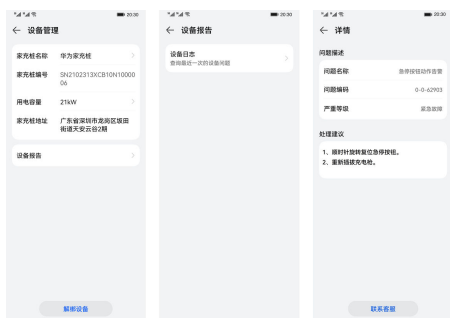 20:30
← 设备管理
家充桩名称 华为家充桩
家充桩编号 SN2102313XCB10N10000
06
用电容量 21kW
家充桩地址 广东省深圳市龙岗区坂田
街道天安云谷2期
设备报告
解绑设备
20:30
← 设备报告
设备日志
查询最近一次的设备问题
20:30
← 详情
问题描述
问题名称 急停按钮动作告警
问题编码 0-0-62903
严重等级 紧急故障
处理建议
1、顺时针旋转复位急停按钮。
2、重新插拔充电枪。
联系客服